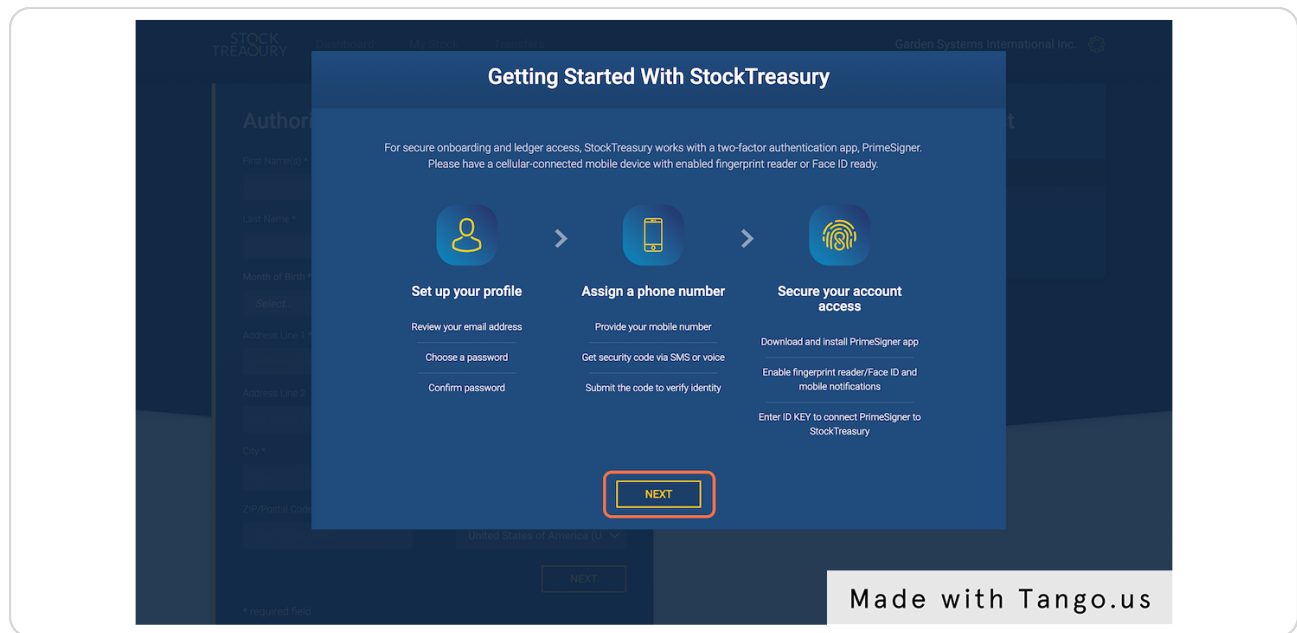 STOCK
TREASURY
Dashboard My Stock Transfers
Garden Systems International Inc.
Getting Started With StockTreasury
For secure onboarding and ledger access, StockTreasury works with a two-factor authentication app, PrimeSigner.
Please have a cellular-connected mobile device with enabled fingerprint reader or Face ID ready.
Set up your profile
Review your email address
Choose a password
Confirm password
Assign a phone number
Provide your mobile number
Get security code via SMS or voice
Submit the code to verify identity
Secure your account
access
Download and install PrimeSigner app
Enable fingerprint reader/Face ID and
mobile notifications
Enter ID KEY to connect PrimeSigner to
StockTreasury
NEXT
Authori
t
First Name(s) *
Last Name *
Month of Birth *
Select
Address Line 1 *
Address Line 2
City *
ZIP/Postal Code
United States of America (U
NEXT
* required field
Made with Tango.us